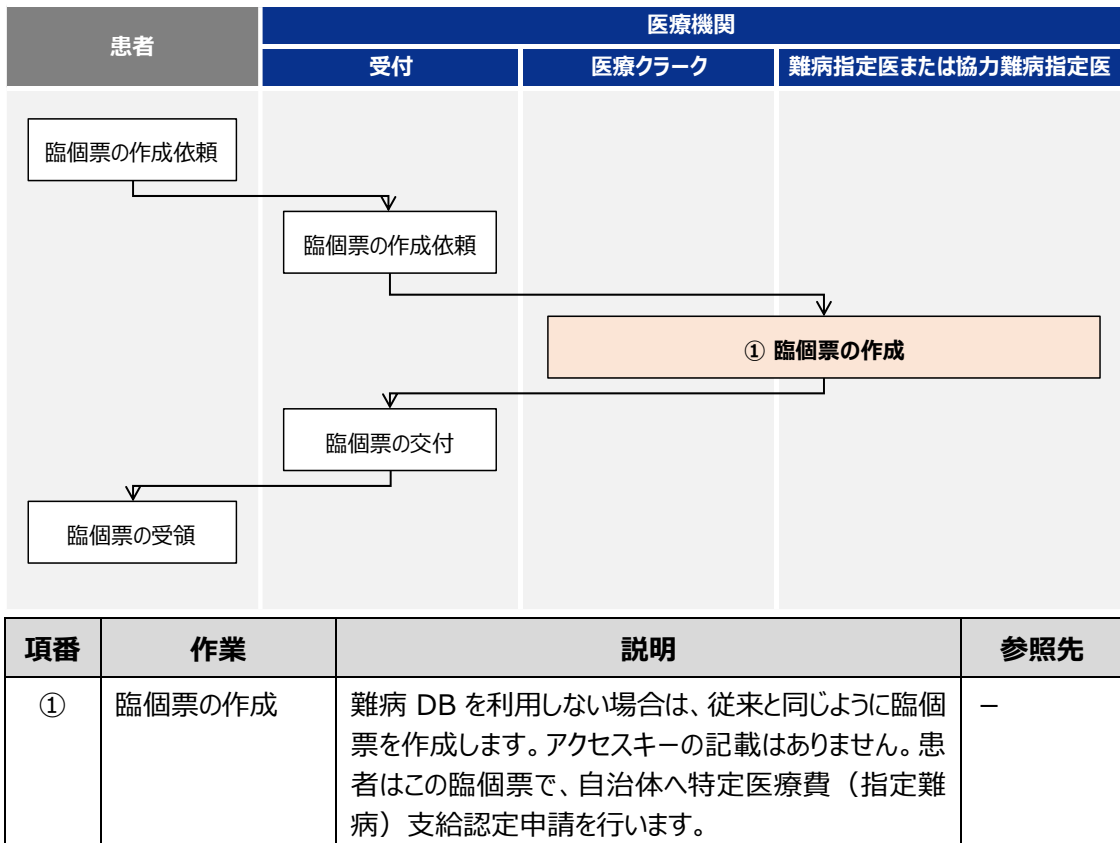 患者
医療機関
受付
医療クラーク
難病指定医または協力難病指定医
臨個票の作成依頼
臨個票の作成依頼
① 臨個票の作成
臨個票の交付
臨個票の受領
項番 作業 説明 参照先
① 臨個票の作成 難病 DB を利用しない場合は、従来と同じように臨個 －
票を作成します。アクセスキーの記載はありません。患
者はこの臨個票で、自治体へ特定医療費（指定難
病）支給認定申請を行います。